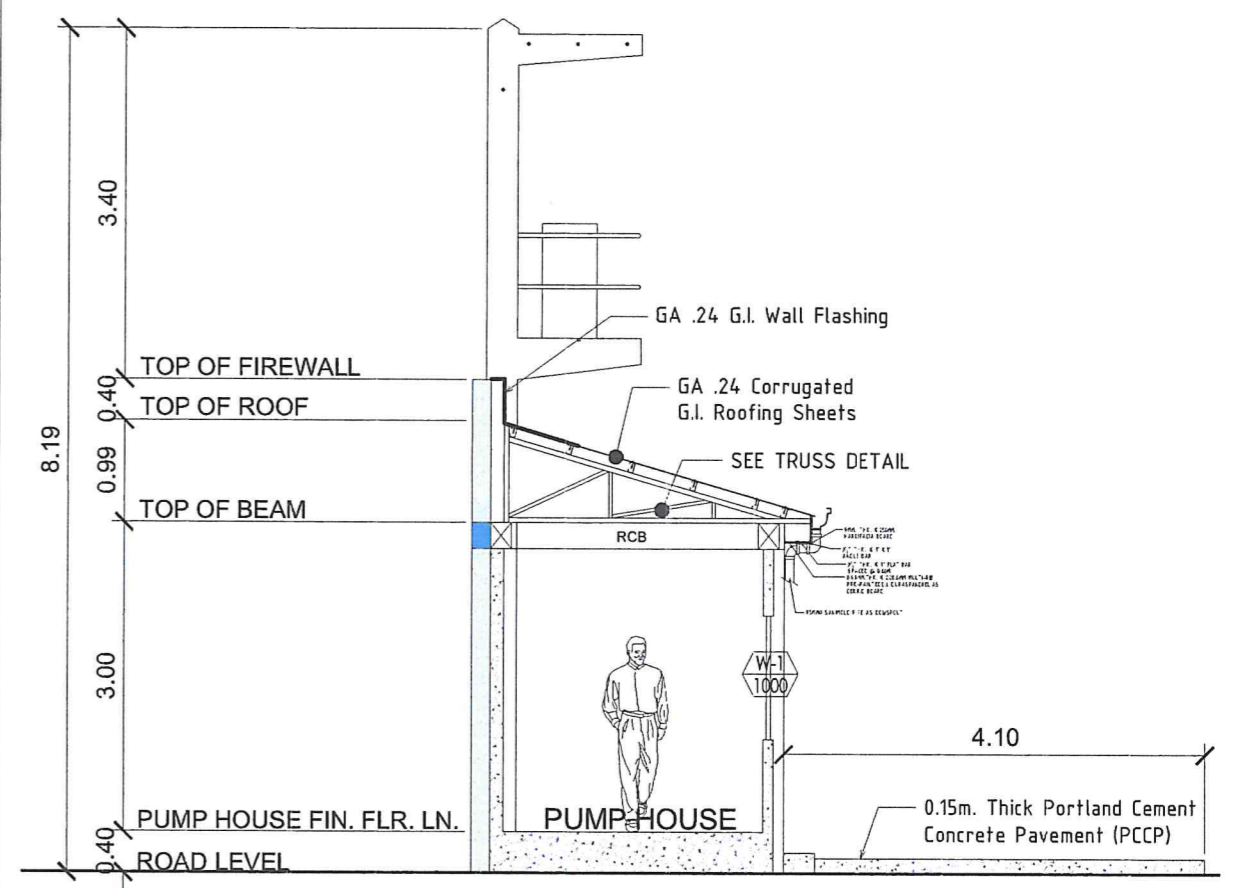 8.19
3.40
GA .24 G.I. Wall Flashing
TOP OF FIREWALL
0.40
GA .24 Corrugated
G.I. Roofing Sheets
TOP OF ROOF
0.99
SEE TRUSS DETAIL
TOP OF BEAM
RCB
3.00
W-1
1000
4.10
PUMP HOUSE FIN. FLR. LN.
PUMP HOUSE
0.15m. Thick Portland Cement
Concrete Pavement (PCCP)
0.40
ROAD LEVEL